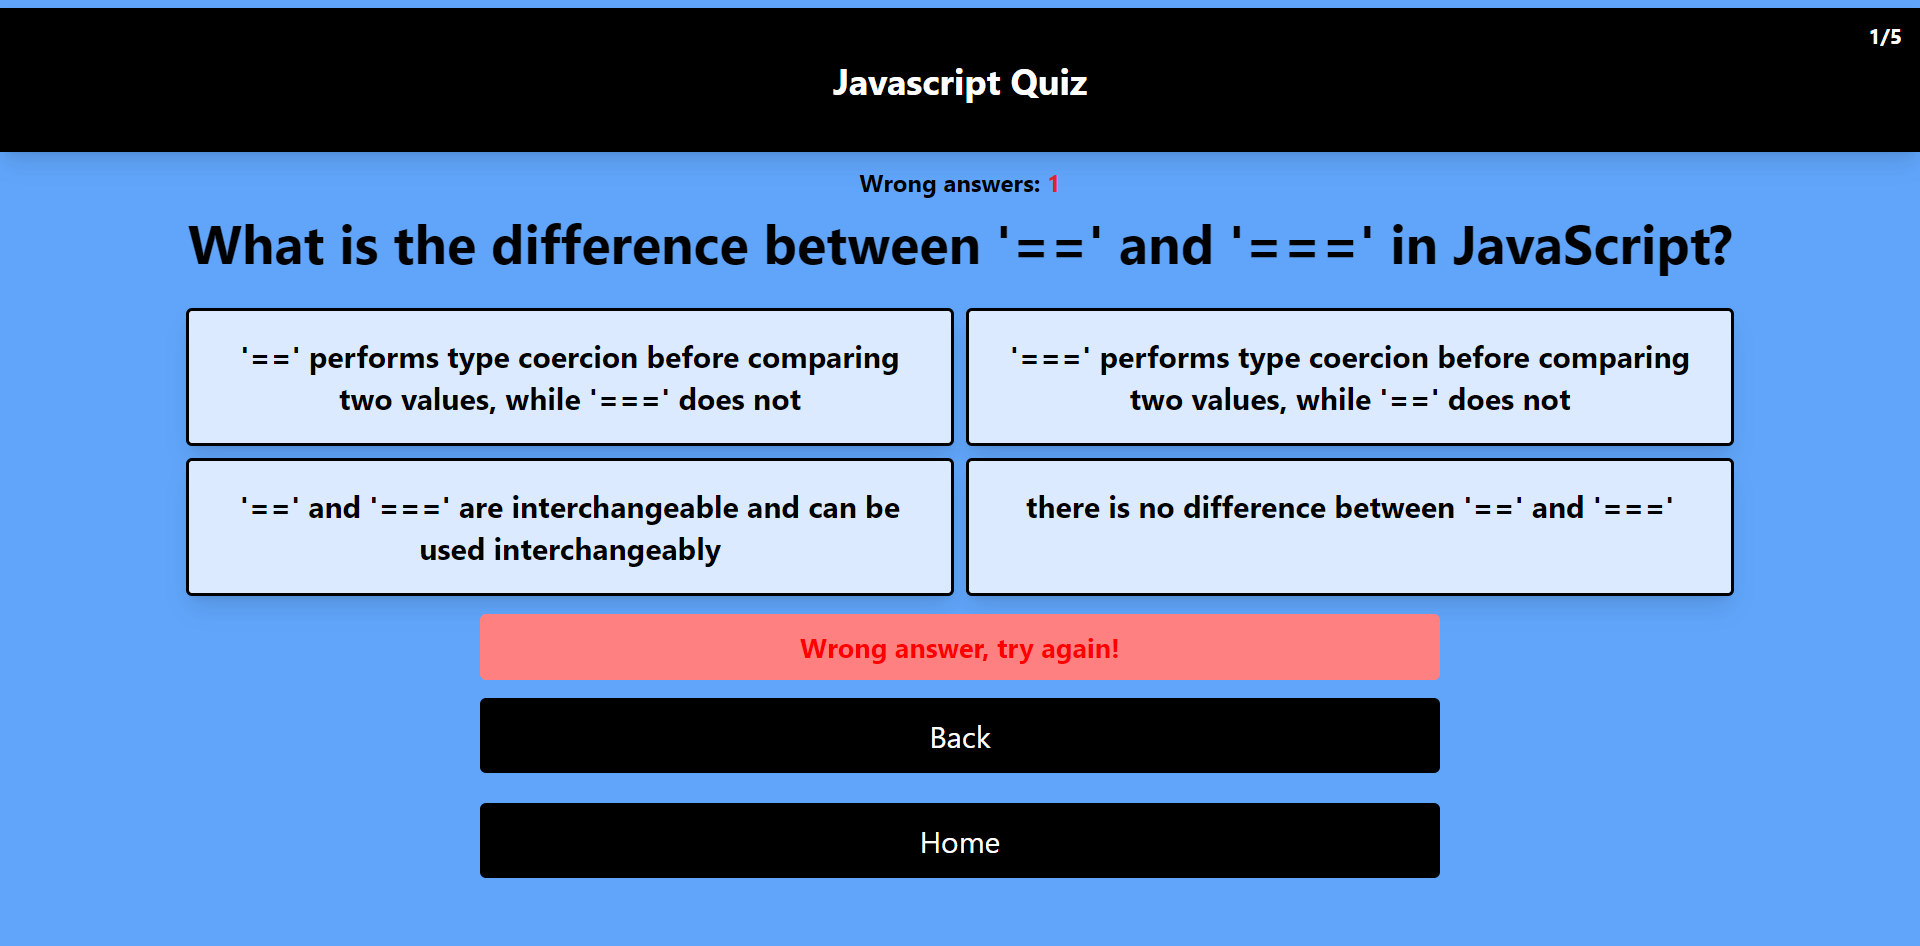 1/5
Javascript Quiz
Wrong answers: 1
What is the difference between '==' and '===' in JavaScript?
'==' performs type coercion before comparing
two values, while '===' does not
'===' performs type coercion before comparing
two values, while '==' does not
'==' and '===' are interchangeable and can be
used interchangeably
there is no difference between '==' and '==='
Wrong answer, try again!
Back
Home